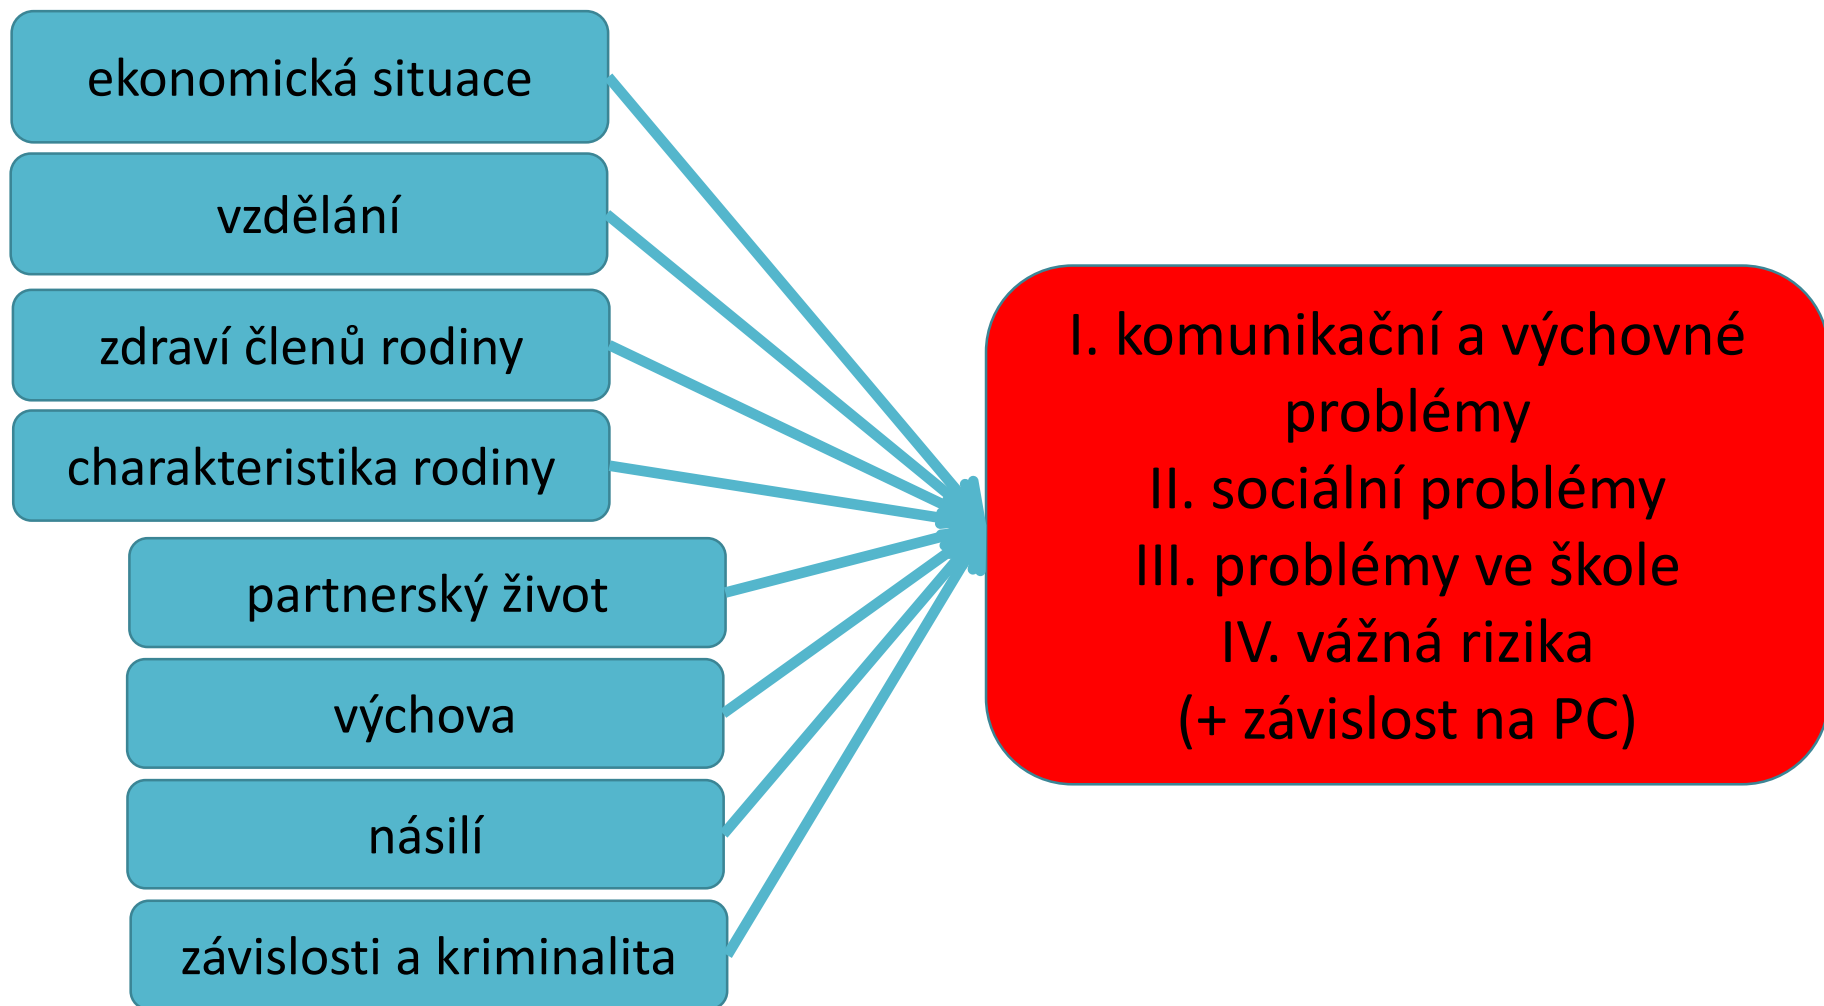 ekonomická situace
vzdělání
zdraví členů rodiny
charakteristika rodiny
partnerský život
výchova
násilí
závislosti a kriminalita
I. komunikační a výchovné
problémy
II. sociální problémy
III. problémy ve škole
IV. vážná rizika
(+ závislost na PC)